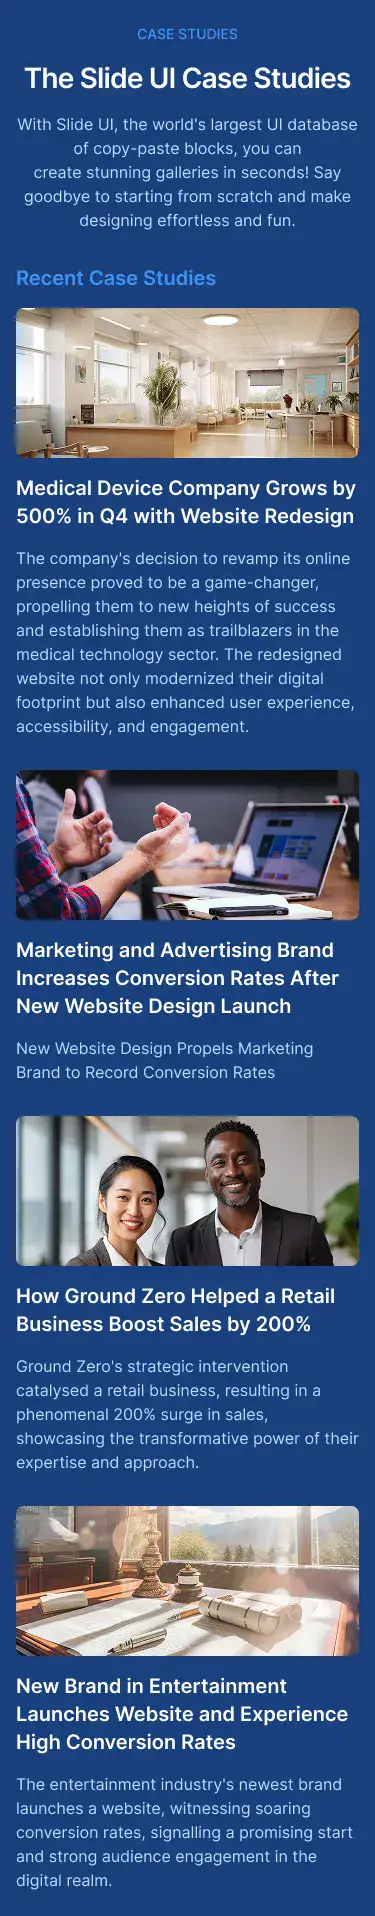 CASE STUDIES
The Slide UI Case Studies
With Slide UI, the world's largest UI database
of copy-paste blocks, you can
create stunning galleries in seconds! Say
goodbye to starting from scratch and make
designing effortless and fun.
Recent Case Studies
Medical Device Company Grows by
500% in Q4 with Website Redesign
The company's decision to revamp its online
presence proved to be a game-changer,
propelling them to new heights of success
and establishing them as trailblazers in the
medical technology sector. The redesigned
website not only modernized their digital
footprint but also enhanced user experience,
accessibility, and engagement.
Marketing and Advertising Brand
Increases Conversion Rates After
New Website Design Launch
New Website Design Propels Marketing
Brand to Record Conversion Rates
How Ground Zero Helped a Retail
Business Boost Sales by 200%
Ground Zero's strategic intervention
catalysed a retail business, resulting in a
phenomenal 200% surge in sales,
showcasing the transformative power of their
expertise and approach.
New Brand in Entertainment
Launches Website and Experience
High Conversion Rates
The entertainment industry's newest brand
launches a website, witnessing soaring
conversion rates, signalling a promising start
and strong audience engagement in the
digital realm.